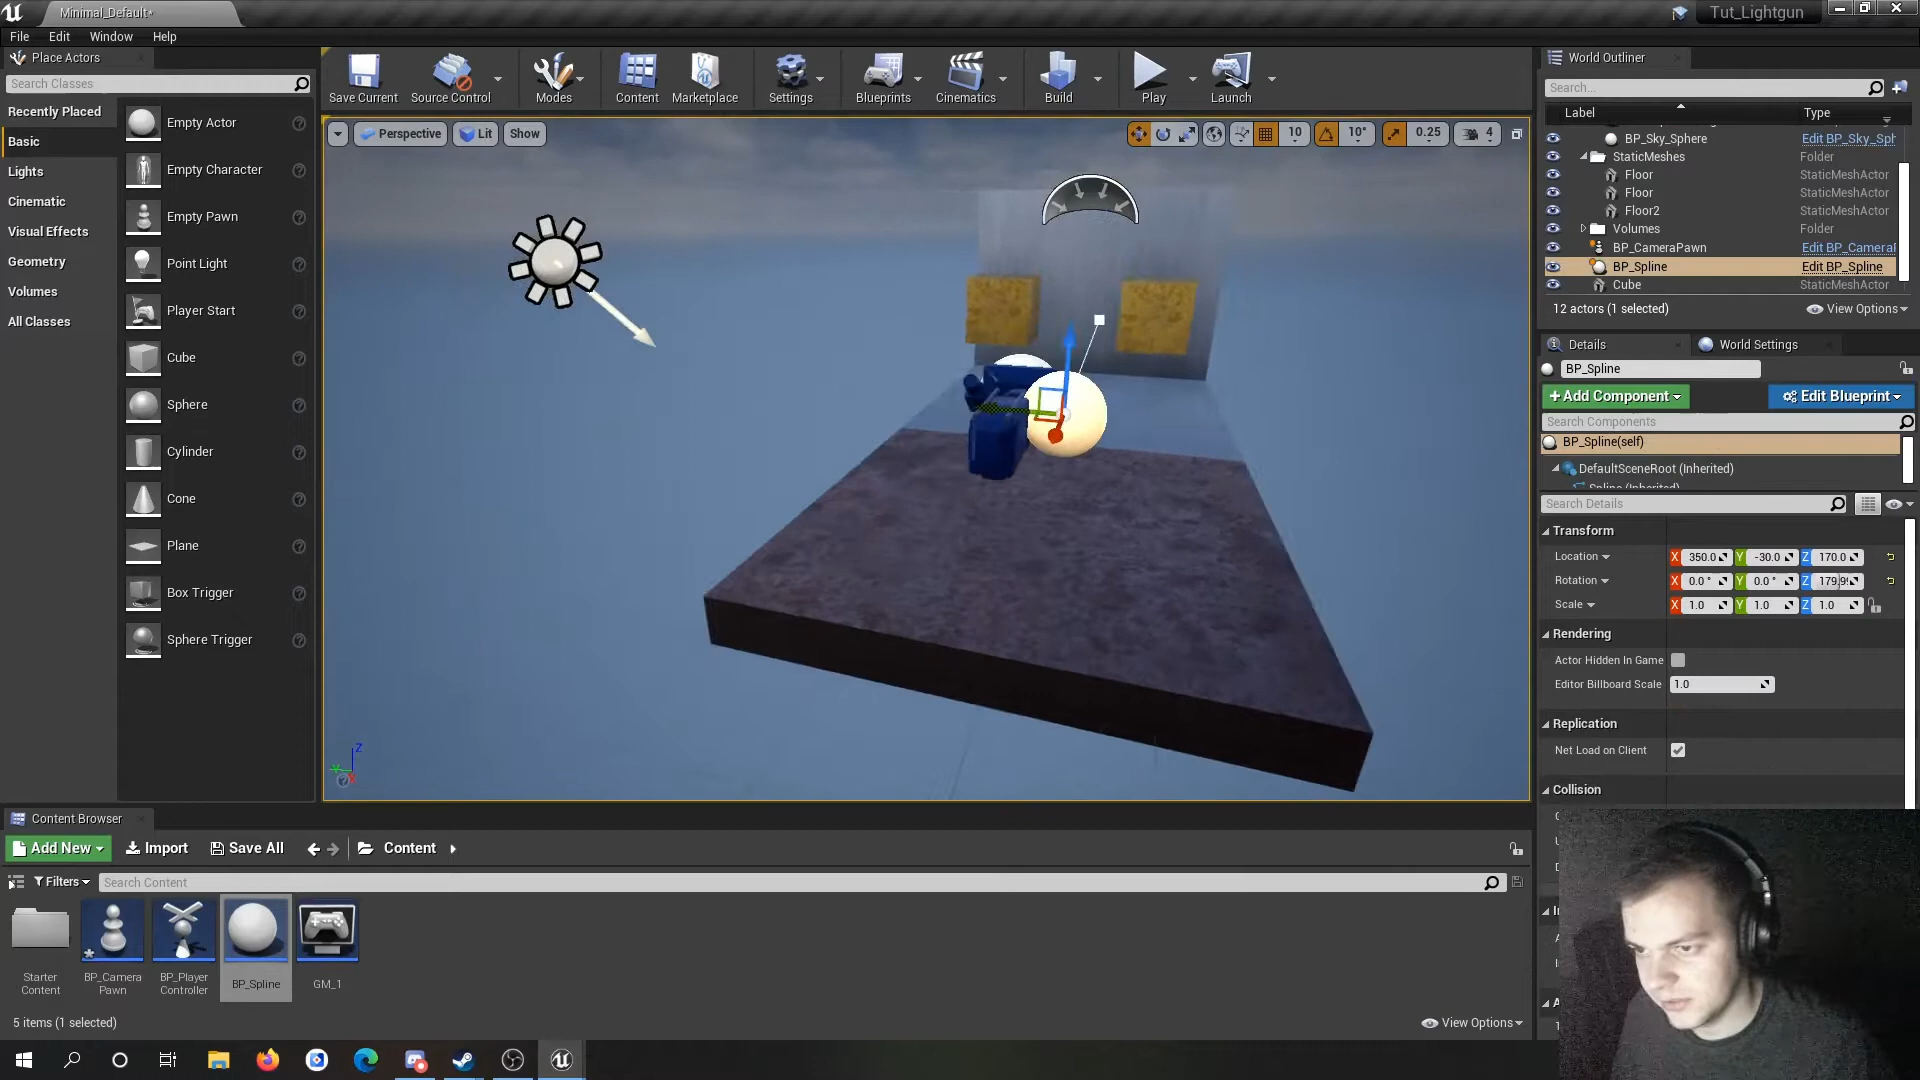 Minimal_Default*
Tut_Lightgun
File Edit Window Help
Place Actors
Search Classes
Recently Placed
Basic
Lights
Cinematic
Visual Effects
Geometry
Volumes
All Classes
Empty Actor
Empty Character
Empty Pawn
Point Light
Player Start
Cube
Sphere
Cylinder
Cone
Plane
Box Trigger
Sphere Trigger
Save Current
Source Control
Modes
Content
Marketplace
Settings
Blueprints
Cinematics
Build
Play
Launch
Perspective
Lit
Show
10
10°
0.25
4
Z
World Outliner
Search...
Label Type
BP_Sky_Sphere Edit BP_Sky_Sph
StaticMeshes Folder
Floor StaticMeshActor
Floor StaticMeshActor
Floor2 StaticMeshActor
Volumes Folder
BP_CameraPawn Edit BP_Cameral
BP_Spline Edit BP_Spline
Cube StaticMeshActor
12 actors (1 selected)
View Options
Details
World Settings
BP_Spline
+Add Component
Edit Blueprint
Search Components
BP_Spline(self)
DefaultSceneRoot (Inherited)
Spline (Inherited)
Search Details
Transform
Location X 350.0 Y -30.0 Z 170.0
Rotation X 0.0 ° Y 0.0 ° Z 179.9
Scale X 1.0 Y 1.0 Z 1.0
Rendering
Actor Hidden In Game
Editor Billboard Scale 1.0
Replication
Net Load on Client
Collision
Content Browser
Add New
Import
Save All
Content
Filters
Search Content
Starter Content
BP_Camera Pawn
BP_Player Controller
BP_Spline
GM_1
5 items (1 selected)
View Options